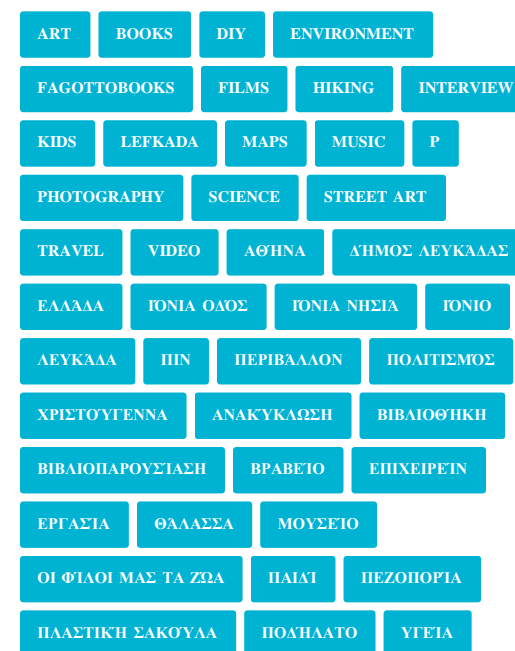 ART BOOKS DIY ENVIRONMENT
FAGOTTOBOOKS FILMS HIKING INTERVIEW
KIDS LEFKADA MAPS MUSIC P
PHOTOGRAPHY SCIENCE STREET ART
TRAVEL VIDEO ΑΘΉΝΑ ΔΉΜΟΣ ΛΕΥΚΆΔΑΣ
ΕΛΛΆΔΑ ΙΌΝΙΑ ΟΔΌΣ ΙΌΝΙΑ ΝΗΣΙΆ ΙΌΝΙΟ
ΛΕΥΚΆΔΑ ΠΙΝ ΠΕΡΙΒΆΛΛΟΝ ΠΟΛΙΤΙΣΜΌΣ
ΧΡΙΣΤΟΎΓΕΝΝΑ ΑΝΑΚΎΚΛΩΣΗ ΒΙΒΛΙΟΘΉΚΗ
ΒΙΒΛΙΟΠΑΡΟΥΣΊΑΣΗ ΒΡΑΒΕΊΟ ΕΠΙΧΕΙΡΕΊΝ
ΕΡΓΑΣΊΑ ΘΆΛΑΣΣΑ ΜΟΥΣΕΊΟ
ΟΙ ΦΊΛΟΙ ΜΑΣ ΤΑ ΖΏΑ ΠΑΙΔΊ ΠΕΖΟΠΟΡΊΑ
ΠΛΑΣΤΙΚΉ ΣΑΚΟΎΛΑ ΠΟΔΉΛΑΤΟ ΥΓΕΊΑ